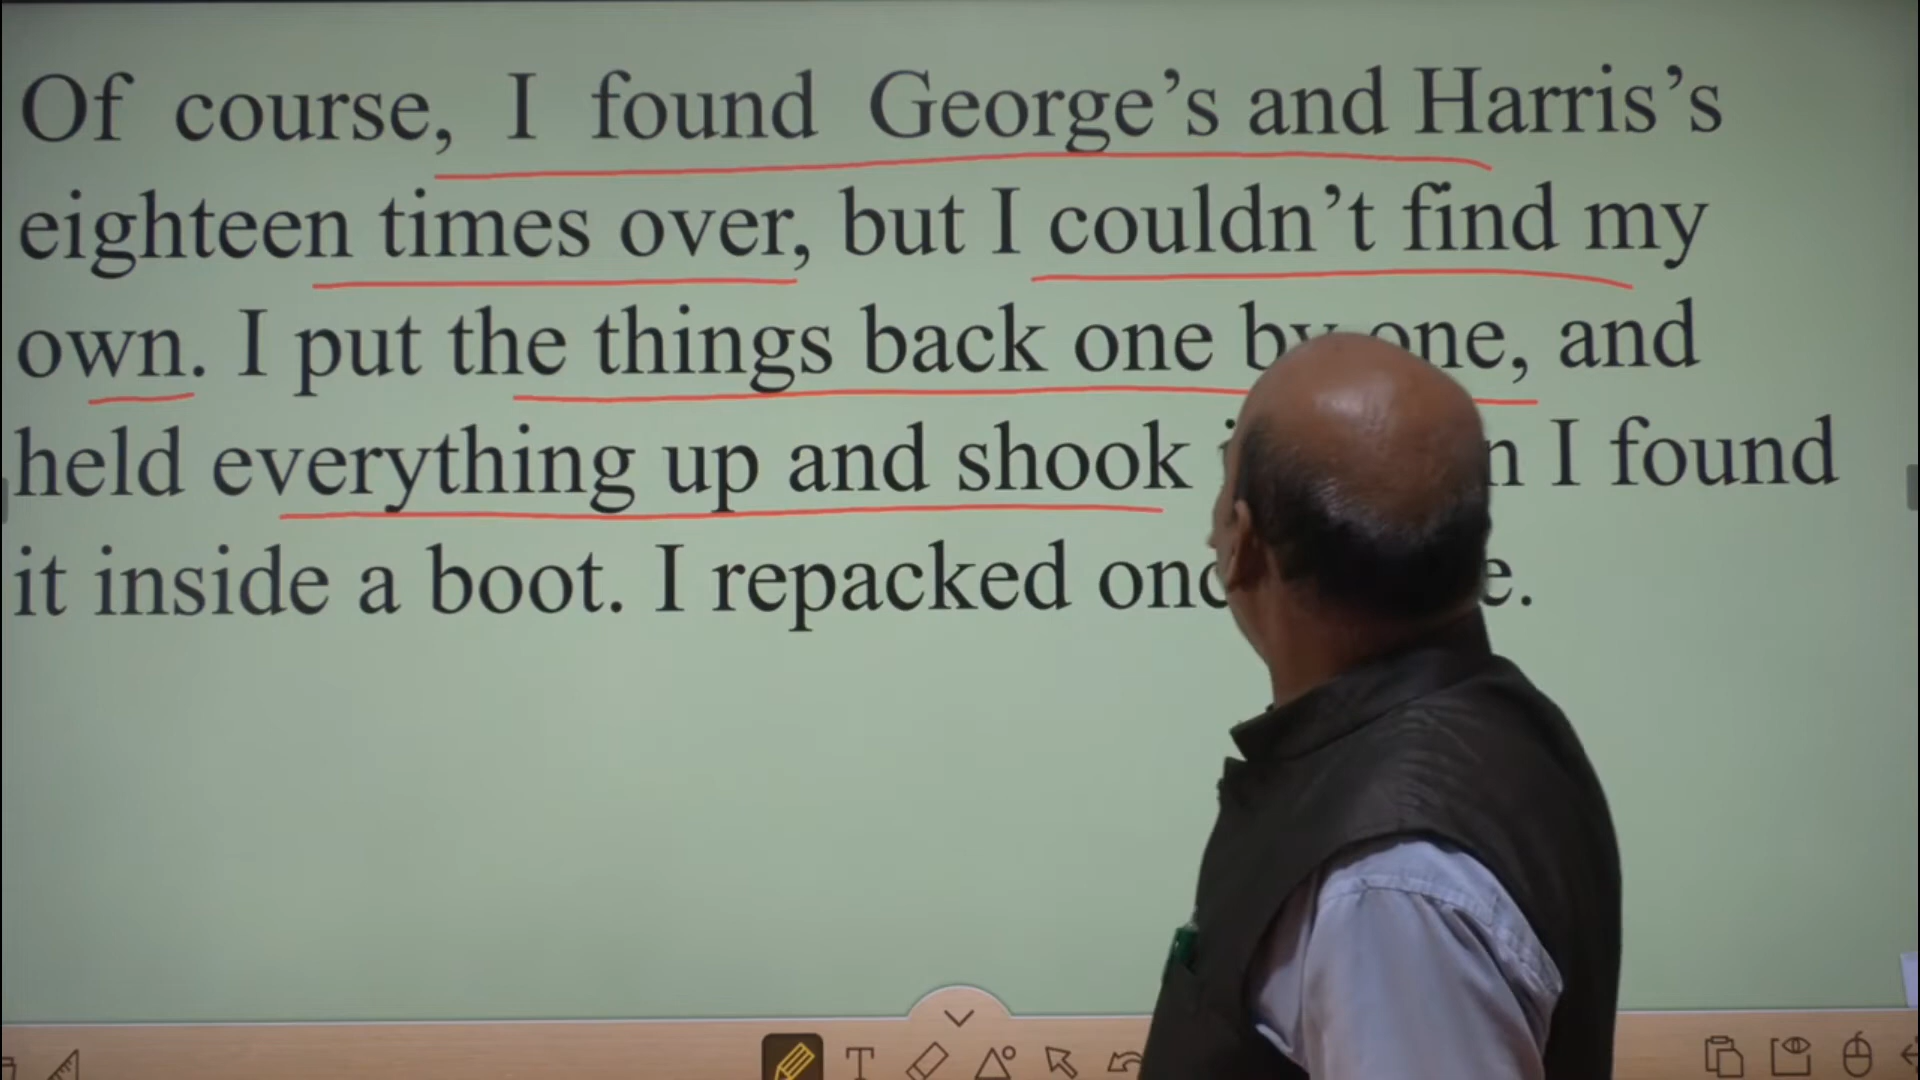 Of course, I found George’s and Harris’s
eighteen times over, but I couldn’t find my
own. I put the things back one by one, and
held everything up and shook I found
it inside a boot. I repacked
T